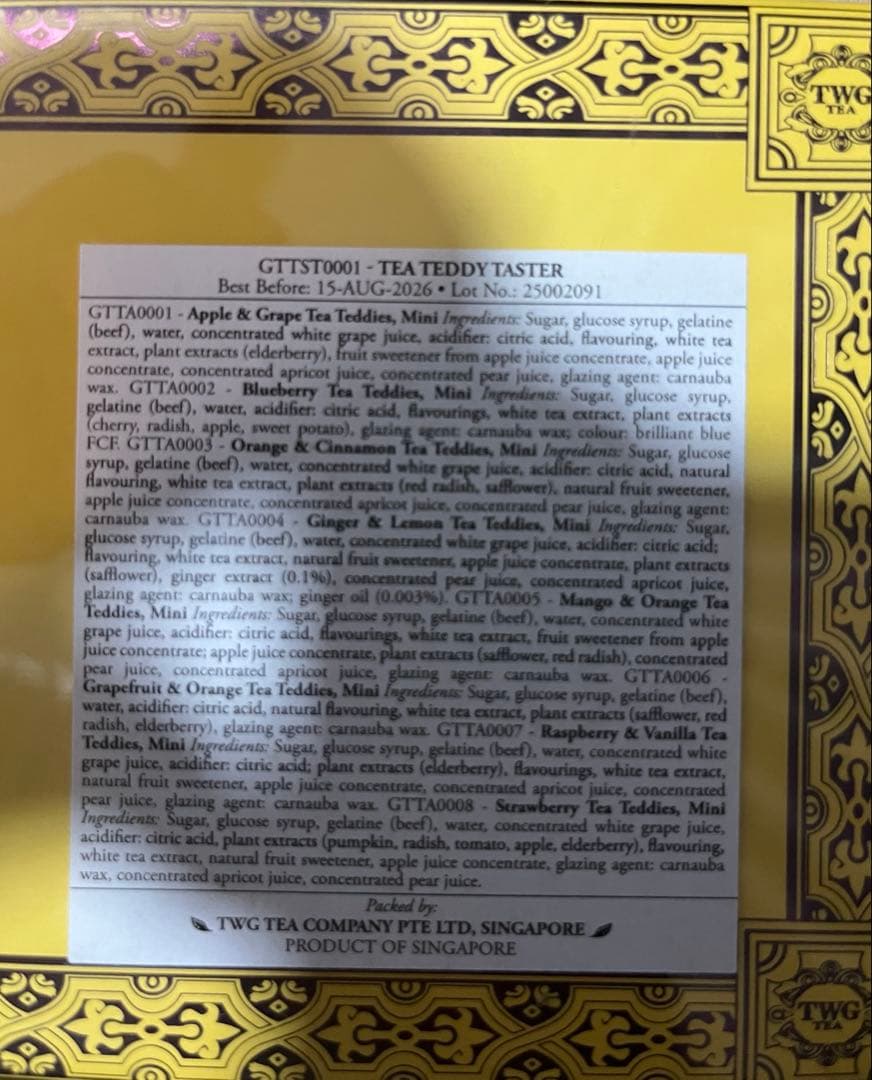 TWG
TEA
GTTST0001 - TEA TEDDY TASTER
Best Before: 15-AUG-2026 • Lot No.: 25002091
GTTA0001 - Apple & Grape Tea Teddies, Mini Ingredients: Sugar, glucose syrup, gelatine
(beef), water, concentrated white grape juice, acidifier: citric acid, flavouring, white tea
extract, plant extracts (elderberry), fruit sweetener from apple juice concentrate, apple juice
concentrate, concentrated apricot juice, concentrated pear juice, glazing agent: carnauba
wax. GTTA0002 - Blueberry Tea Teddies, Mini Ingredients: Sugar, glucose syrup,
gelatine (beef), water, acidifier: citric acid, flavourings, white tea extract, plant extracts
(cherry, radish, apple, sweet potato), glazing agent: carnauba wax; colour: brilliant blue
FCF. GTTA0003 - Orange & Cinnamon Tea Teddies, Mini Ingredients: Sugar, glucose
syrup, gelatine (beef), water, concentrated white grape juice, acidifier: citric acid, natural
flavouring, white tea extract, plant extracts (red radish, safflower), natural fruit sweetener,
apple juice concentrate, concentrated apricot juice, concentrated pear juice, glazing agent:
carnauba wax. GTTA0004 - Ginger & Lemon Tea Teddies, Mini Ingredients: Sugar,
glucose syrup, gelatine (beef), water, concentrated white grape juice, acidifier: citric acid;
flavouring, white tea extract, natural fruit sweetener, apple juice concentrate, plant extracts
(safflower), ginger extract (0.1%), concentrated pear juice, concentrated apricot juice,
glazing agent: carnauba wax; ginger oil (0.003%). GTTA0005 - Mango & Orange Tea
Teddies, Mini Ingredients: Sugar, glucose syrup, gelatine (beef), water, concentrated white
grape juice, acidifier: citric acid, flavourings, white tea extract, fruit sweetener from apple
juice concentrate; apple juice concentrate, plant extracts (safflower, red radish), concentrated
pear juice, concentrated apricot juice, glazing agent: carnauba wax. GTTA0006 -
Grapefruit & Orange Tea Teddies, Mini Ingredients: Sugar, glucose syrup, gelatine (beef),
water, acidifier: citric acid, natural flavouring, white tea extract, plant extracts (safflower, red
radish, elderberry), glazing agent: carnauba wax. GTTA0007 - Raspberry & Vanilla Tea
Teddies, Mini Ingredients: Sugar, glucose syrup, gelatine (beef), water, concentrated white
grape juice, acidifier: citric acid; plant extracts (elderberry), flavourings, white tea extract,
natural fruit sweetener, apple juice concentrate, concentrated apricot juice, concentrated
pear juice, glazing agent: carnauba wax. GTTA0008 - Strawberry Tea Teddies, Mini
Ingredients: Sugar, glucose syrup, gelatine (beef), water, concentrated white grape juice,
acidifier: citric acid, plant extracts (pumpkin, radish, tomato, apple, elderberry), flavouring,
white tea extract, natural fruit sweetener, apple juice concentrate, glazing agent: carnauba
wax, concentrated apricot juice, concentrated pear juice.
Packed by:
TWG TEA COMPANY PTE LTD, SINGAPORE
PRODUCT OF SINGAPORE
TWG
TEA